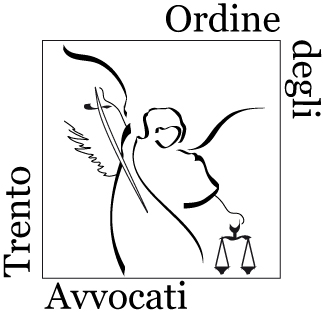 Ordine
degli
Avvocati
Trento